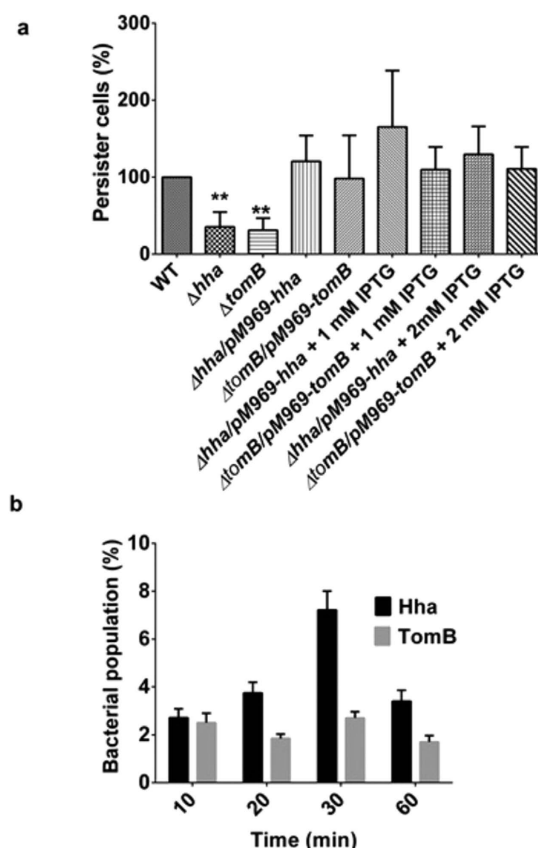 a
Persister cells (%)
300
200
100
0
WT
Δhha
**
ΔtomB
**
Δhha/pM969-hha
ΔtomB/pM969-tomB
Δhha/pM969-hha + 1 mM IPTG
ΔtomB/pM969-tomB + 1 mM IPTG
Δhha/pM969-hha + 2mM IPTG
ΔtomB/pM969-tomB + 2 mM IPTG
b
Bacterial population (%)
10
8
6
4
2
0
Hha
TomB
10
20
30
60
Time (min)